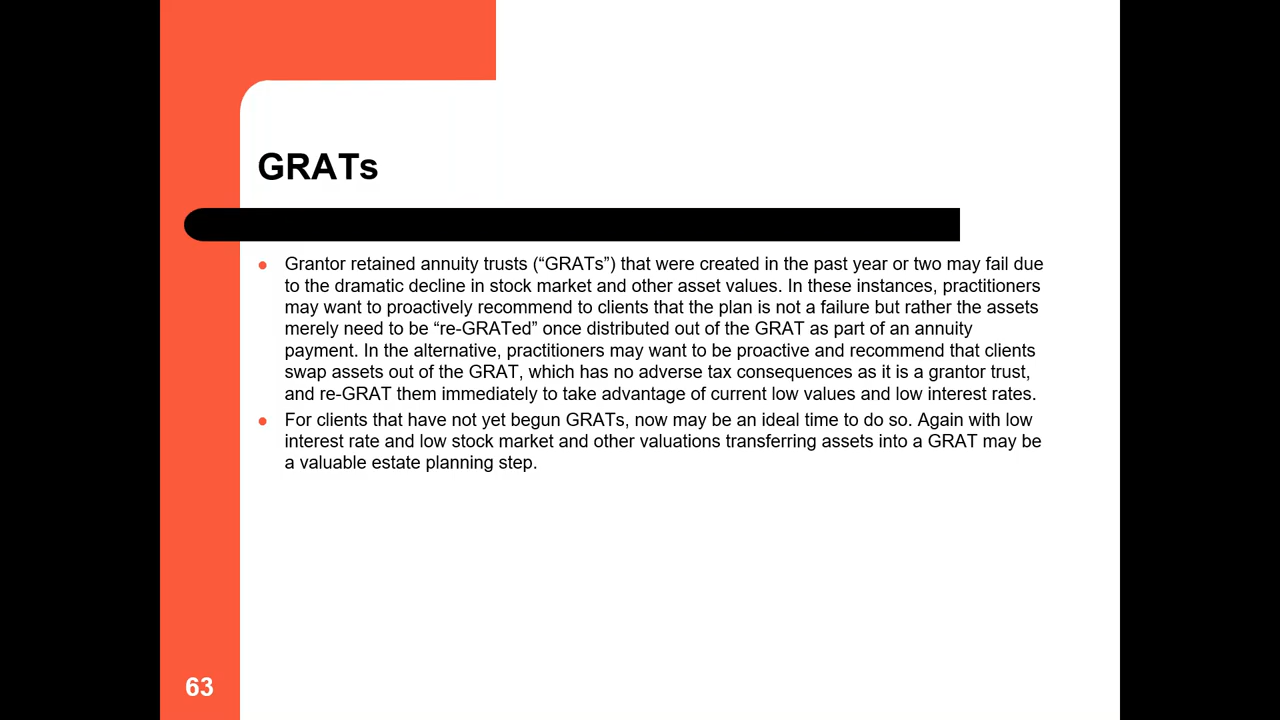 GRATs
● Grantor retained annuity trusts (“GRATs”) that were created in the past year or two may fail due
to the dramatic decline in stock market and other asset values. In these instances, practitioners
may want to proactively recommend to clients that the plan is not a failure but rather the assets
merely need to be “re-GRATed” once distributed out of the GRAT as part of an annuity
payment. In the alternative, practitioners may want to be proactive and recommend that clients
swap assets out of the GRAT, which has no adverse tax consequences as it is a grantor trust,
and re-GRAT them immediately to take advantage of current low values and low interest rates.
● For clients that have not yet begun GRATs, now may be an ideal time to do so. Again with low
interest rate and low stock market and other valuations transferring assets into a GRAT may be
a valuable estate planning step.
63